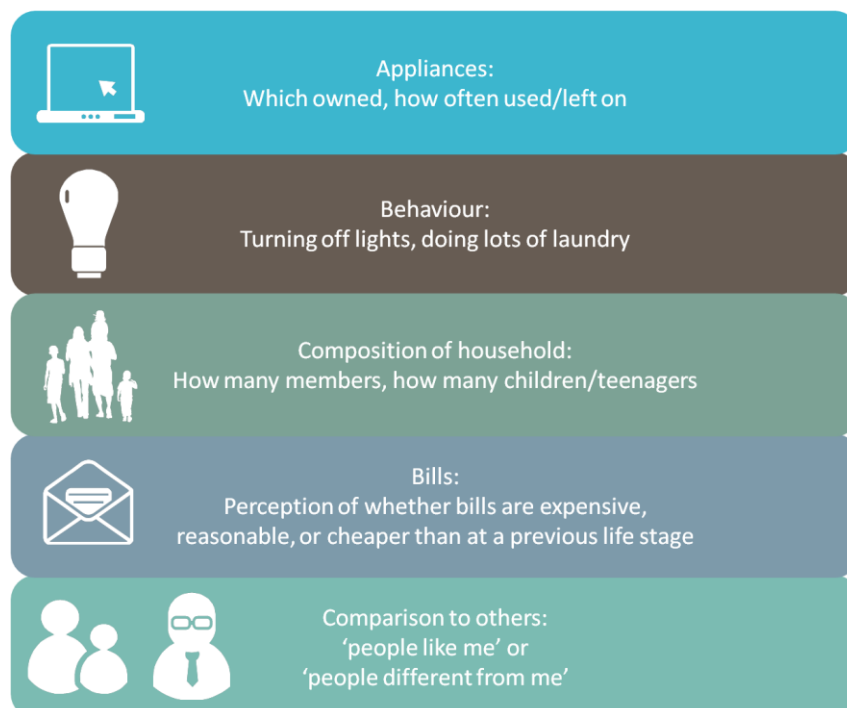 Appliances:
Which owned, how often used/left on
Behaviour:
Turning off lights, doing lots of laundry
Composition of household:
How many members, how many children/teenagers
Bills:
Perception of whether bills are expensive,
reasonable, or cheaper than at a previous life stage
Comparison to others:
‘people like me’ or
‘people different from me’